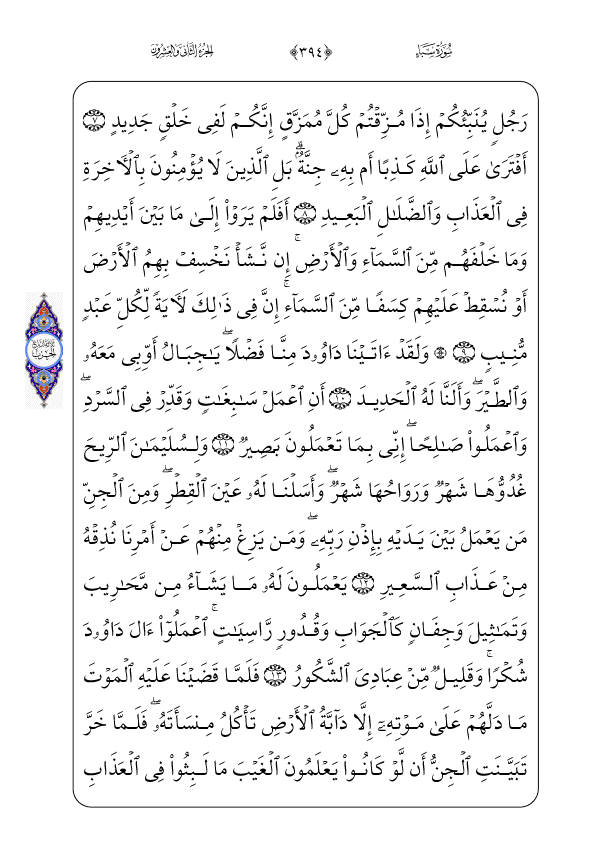 سُورَةُ سَبَإٍ ﴿٣٩٤﴾ الجُزءُ الثَّانِي وَالعِشرُونَ
رَجُلٍ يُنَبِّئُكُمْ إِذَا مُزِّقْتُمْ كُلَّ مُمَزَّقٍ إِنَّكُمْ لَفِى خَلْقٍ جَدِيدٍ ٧
أَفْتَرَىٰ عَلَى ٱللَّهِ كَذِبًا أَم بِهِۦ جِنَّةٌۗ بَلِ ٱلَّذِينَ لَا يُؤْمِنُونَ بِٱلْأَخِرَةِ
فِى ٱلْعَذَابِ وَٱلضَّلَـٰلِ ٱلْبَعِيدِ ٨ أَفَلَمْ يَرَوْا۟ إِلَىٰ مَا بَيْنَ أَيْدِيهِمْ
وَمَا خَلْفَهُم مِّنَ ٱلسَّمَآءِ وَٱلْأَرْضِۚ إِن نَّشَأْ نَخْسِفْ بِهِمُ ٱلْأَرْضَ
أَوْ نُسْقِطْ عَلَيْهِمْ كِسَفًا مِّنَ ٱلسَّمَآءِۚ إِنَّ فِى ذَٰلِكَ لَأَيَةً لِّكُلِّ عَبْدٍ
مُّنِيبٍ ٩ ۞ وَلَقَدْ ءَاتَيْنَا دَاوُۥدَ مِنَّا فَضْلًاۖ يَـٰجِبَالُ أَوِّبِى مَعَهُۥ
وَٱلطَّيْرَۖ وَأَلَنَّا لَهُ ٱلْحَدِيدَ ١٠ أَنِ ٱعْمَلْ سَـٰبِغَـٰتٍ وَقَدِّرْ فِى ٱلسَّرْدِۖ
وَٱعْمَلُوا۟ صَـٰلِحًاۖ إِنِّى بِمَا تَعْمَلُونَ بَصِيرٌ ١١ وَلِسُلَيْمَـٰنَ ٱلرِّيحَ
غُدُوُّهَا شَهْرٌ وَرَوَاحُهَا شَهْرٌۖ وَأَسَلْنَا لَهُۥ عَيْنَ ٱلْقِطْرِۖ وَمِنَ ٱلْجِنِّ
مَن يَعْمَلُ بَيْنَ يَدَيْهِ بِإِذْنِ رَبِّهِۦۖ وَمَن يَزِغْ مِنْهُمْ عَنْ أَمْرِنَا نُذِقْهُ
مِنْ عَذَابِ ٱلسَّعِيرِ ١٢ يَعْمَلُونَ لَهُۥ مَا يَشَآءُ مِن مَّحَـٰرِيبَ
وَتَمَـٰثِيلَ وَجِفَانٍ كَٱلْجَوَابِ وَقُدُورٍ رَّاسِيَـٰتٍۚ ٱعْمَلُوٓا۟ ءَالَ دَاوُۥدَ
شُكْرًاۚ وَقَلِيلٌ مِّنْ عِبَادِىَ ٱلشَّكُورُ ١٣ فَلَمَّا قَضَيْنَا عَلَيْهِ ٱلْمَوْتَ
مَا دَلَّهُمْ عَلَىٰ مَوْتِهِۦٓ إِلَّا دَآبَّةُ ٱلْأَرْضِ تَأْكُلُ مِنسَأَتَهُۥۖ فَلَمَّا خَرَّ
تَبَيَّنَتِ ٱلْجِنُّ أَن لَّوْ كَانُوا۟ يَعْلَمُونَ ٱلْغَيْبَ مَا لَبِثُوا۟ فِى ٱلْعَذَابِ